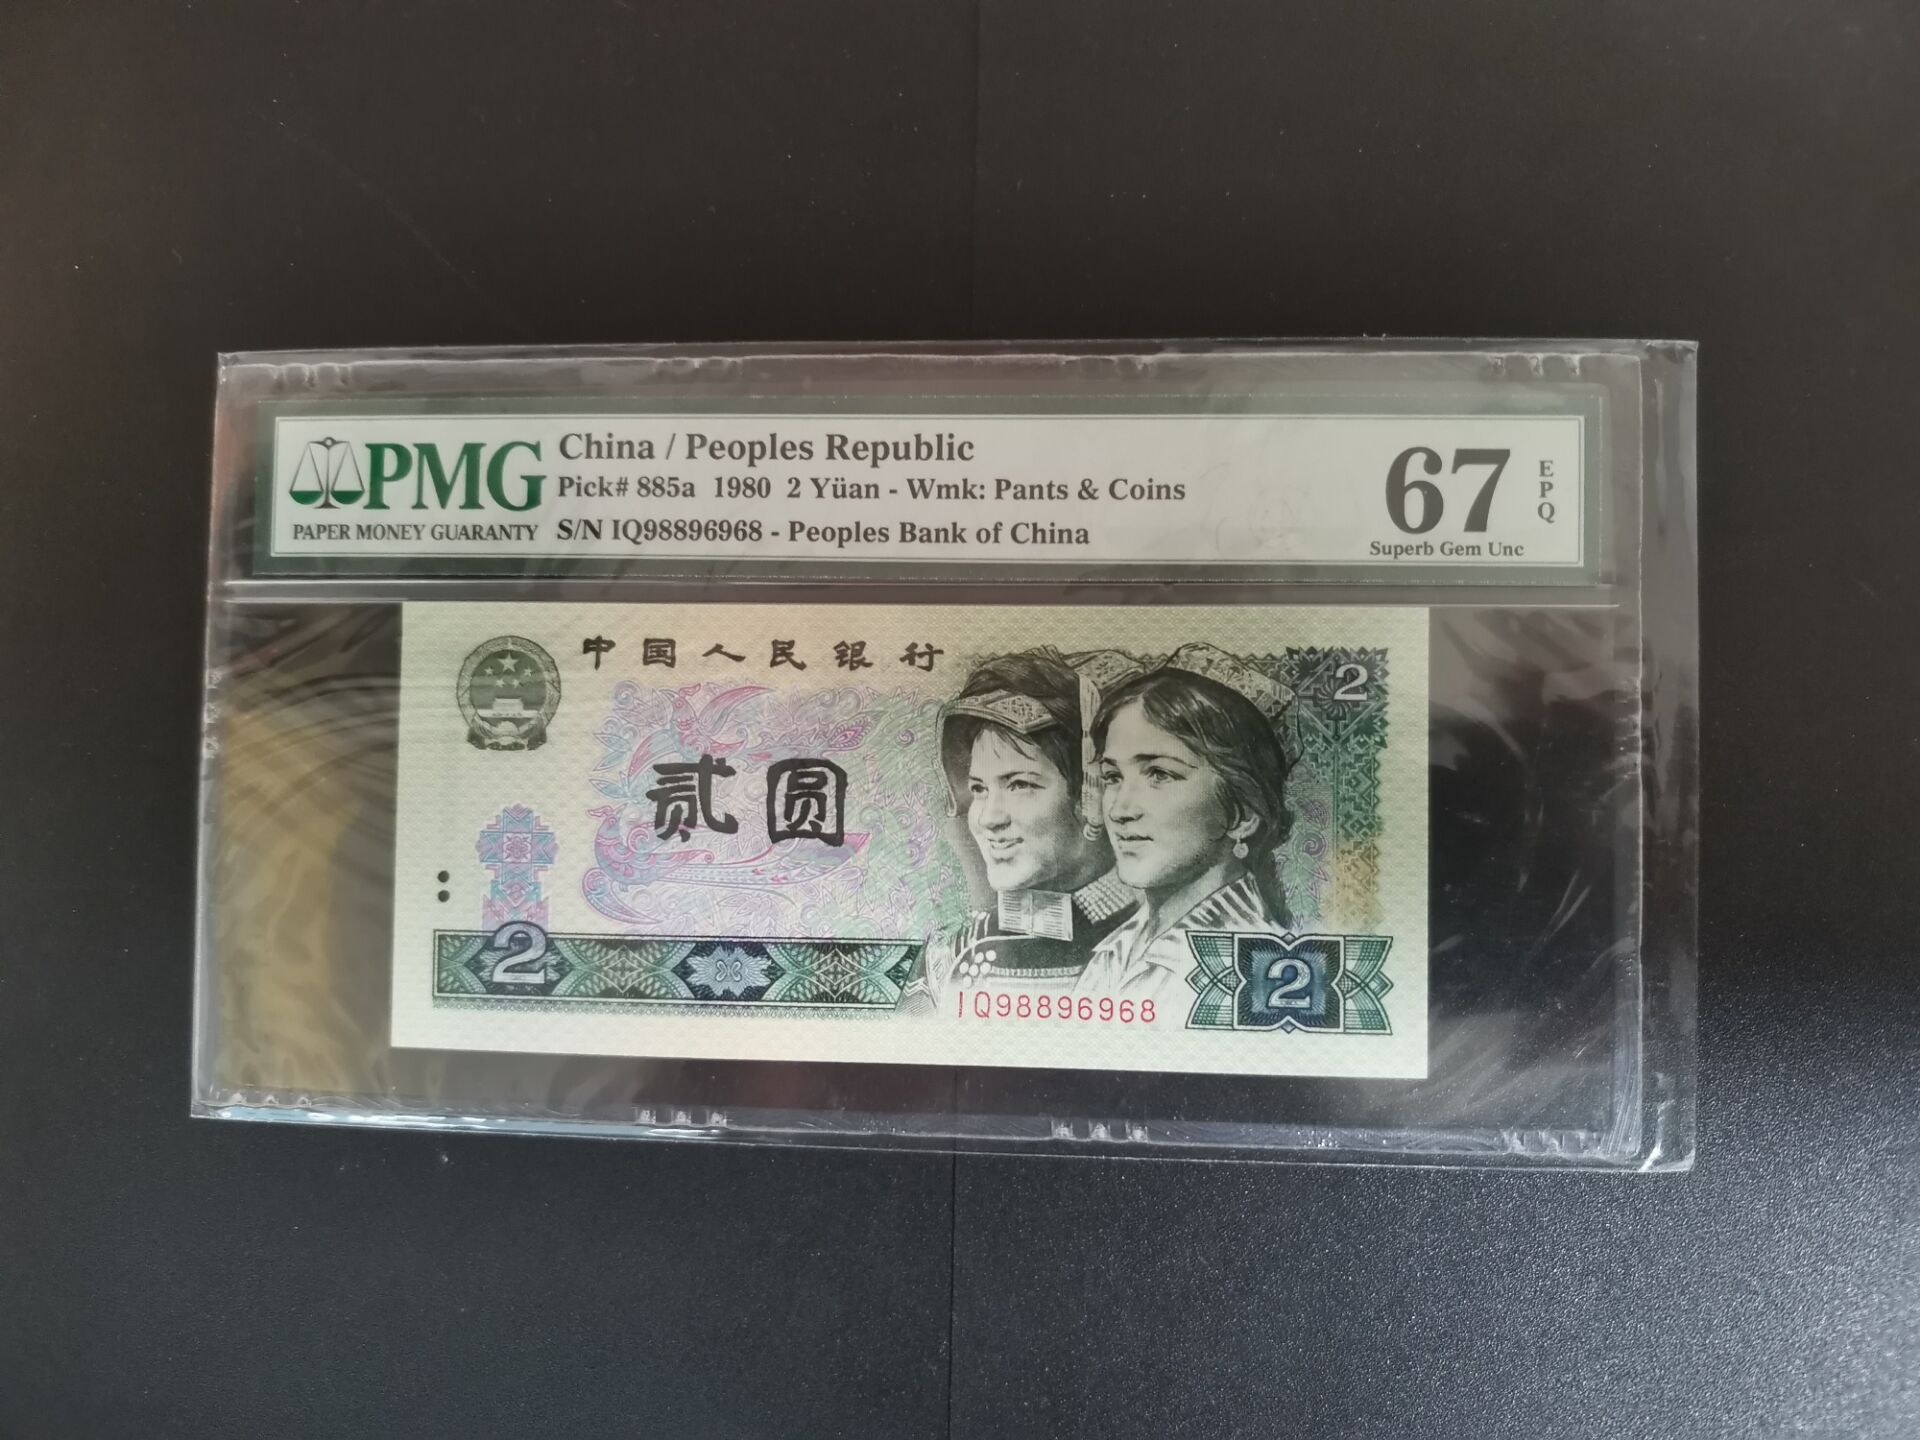 PMG
PAPER MONEY GUARANTY
China / Peoples Republic
Pick# 885a 1980 2 Yüan - Wmk: Pants & Coins
S/N IQ98896968 - Peoples Bank of China
67
EPQ
Superb Gem Unc
中国人民银行
2
贰圆
2
2
IQ98896968